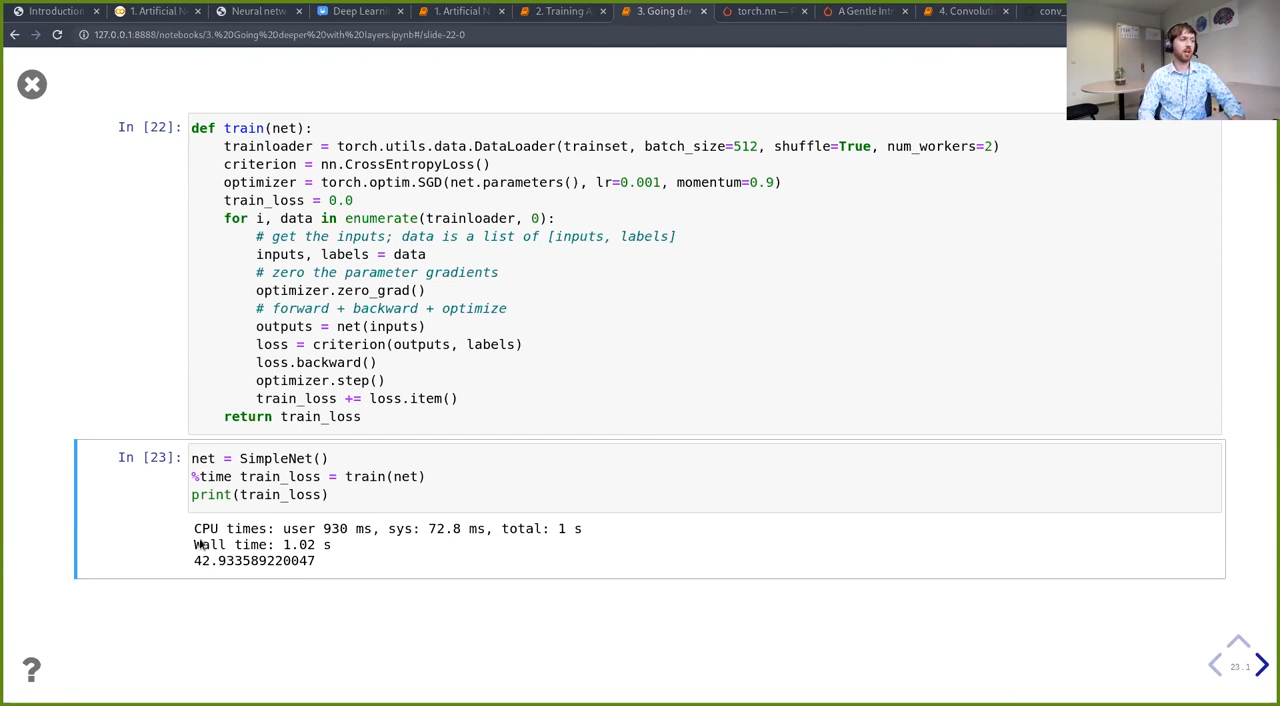 Introduction
1. Artificial N
Neural netw
Deep Learni
1. Artificial N
2. Training A
3. Going de
torch.nn — F
A Gentle Int
4. Convoluti
conv_
127.0.0.1:8888/notebooks/3.%20Going%20deeper%20with%20layers.ipynb#/slide-22-0
In [22]: def train(net):
trainloader = torch.utils.data.DataLoader(trainset, batch_size=512, shuffle=True, num_workers=2)
criterion = nn.CrossEntropyLoss()
optimizer = torch.optim.SGD(net.parameters(), lr=0.001, momentum=0.9)
train_loss = 0.0
for i, data in enumerate(trainloader, 0):
# get the inputs; data is a list of [inputs, labels]
inputs, labels = data
# zero the parameter gradients
optimizer.zero_grad()
# forward + backward + optimize
outputs = net(inputs)
loss = criterion(outputs, labels)
loss.backward()
optimizer.step()
train_loss += loss.item()
return train_loss
In [23]: net = SimpleNet()
%time train_loss = train(net)
print(train_loss)
CPU times: user 930 ms, sys: 72.8 ms, total: 1 s
Wall time: 1.02 s
42.933589220047
?
23.1